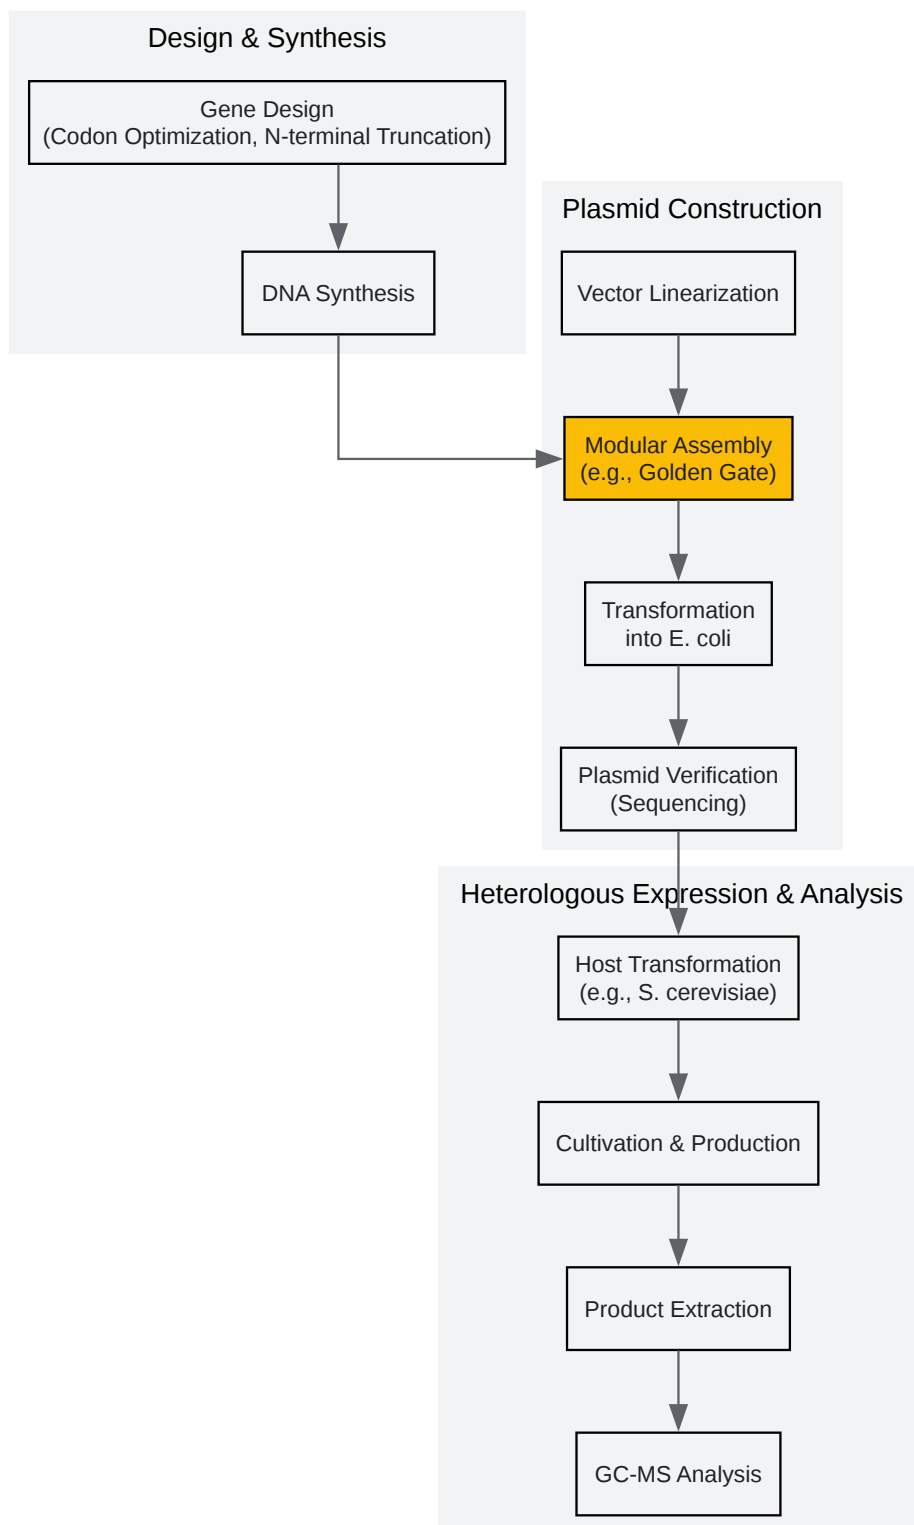 Design & Synthesis
Gene Design
(Codon Optimization, N-terminal Truncation)
DNA Synthesis
Plasmid Construction
Vector Linearization
Modular Assembly
(e.g., Golden Gate)
Transformation
into E. coli
Plasmid Verification
(Sequencing)
Heterologous Expression & Analysis
Host Transformation
(e.g., S. cerevisiae)
Cultivation & Production
Product Extraction
GC-MS Analysis